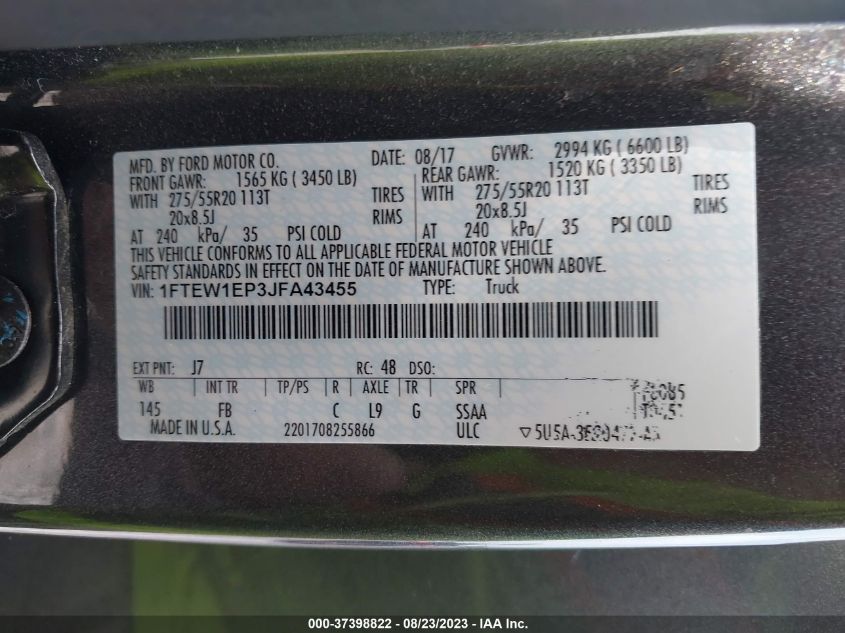 MFD. BY FORD MOTOR CO. DATE: 08/17 GVWR: 2994 KG ( 6600 LB)
FRONT GAWR: 1565 KG ( 3450 LB) REAR GAWR: 1520 KG ( 3350 LB)
WITH 275/55R20 113T TIRES WITH 275/55R20 113T TIRES
20x8.5J RIMS 20x8.5J RIMS
AT 240 kPa/ 35 PSI COLD AT 240 kPa/ 35 PSI COLD
THIS VEHICLE CONFORMS TO ALL APPLICABLE FEDERAL MOTOR VEHICLE
SAFETY STANDARDS IN EFFECT ON THE DATE OF MANUFACTURE SHOWN ABOVE.
VIN: 1FTEW1EP3JFA43455 TYPE: Truck
EXT PNT: J7 RC: 48 DSO:
WB INT TR TP/PS R AXLE TR SPR
145 FB C L9 G SSAA
MADE IN U.S.A. 2201708255866 ULC
000-37398822 - 08/23/2023 - IAA Inc.